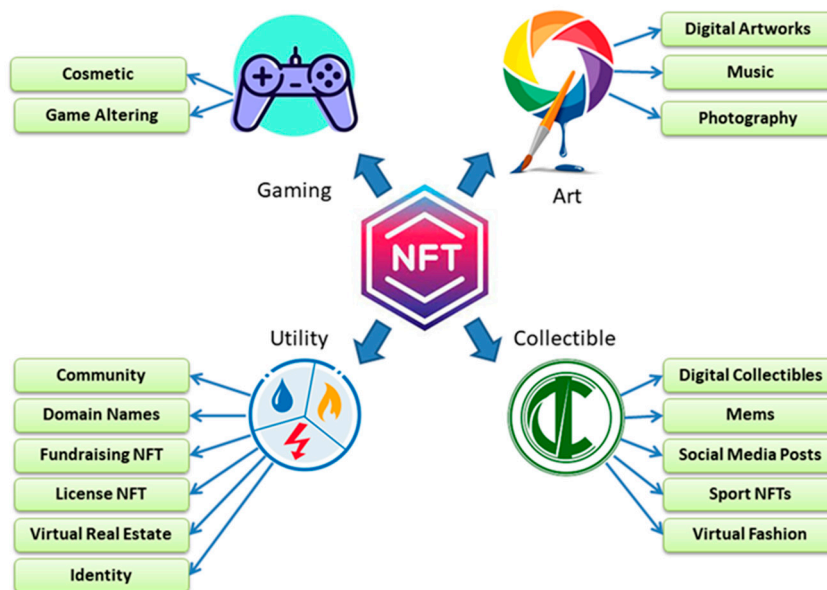 Cosmetic
Game Altering
Gaming
Digital Artworks
Music
Photography
Art
NFT
Utility
Community
Domain Names
Fundraising NFT
License NFT
Virtual Real Estate
Identity
Collectible
Digital Collectibles
Mems
Social Media Posts
Sport NFTs
Virtual Fashion